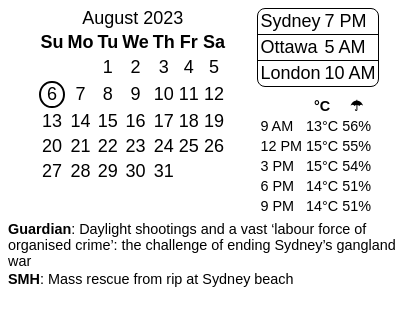 August 2023
Su Mo Tu We Th Fr Sa
1 2 3 4 5
6 7 8 9 10 11 12
13 14 15 16 17 18 19
20 21 22 23 24 25 26
27 28 29 30 31
Sydney 7 PM
Ottawa 5 AM
London 10 AM
°C ☂
9 AM 13°C 56%
12 PM 15°C 55%
3 PM 15°C 54%
6 PM 14°C 51%
9 PM 14°C 51%
Guardian: Daylight shootings and a vast ‘labour force of
organised crime’: the challenge of ending Sydney’s gangland
war
SMH: Mass rescue from rip at Sydney beach